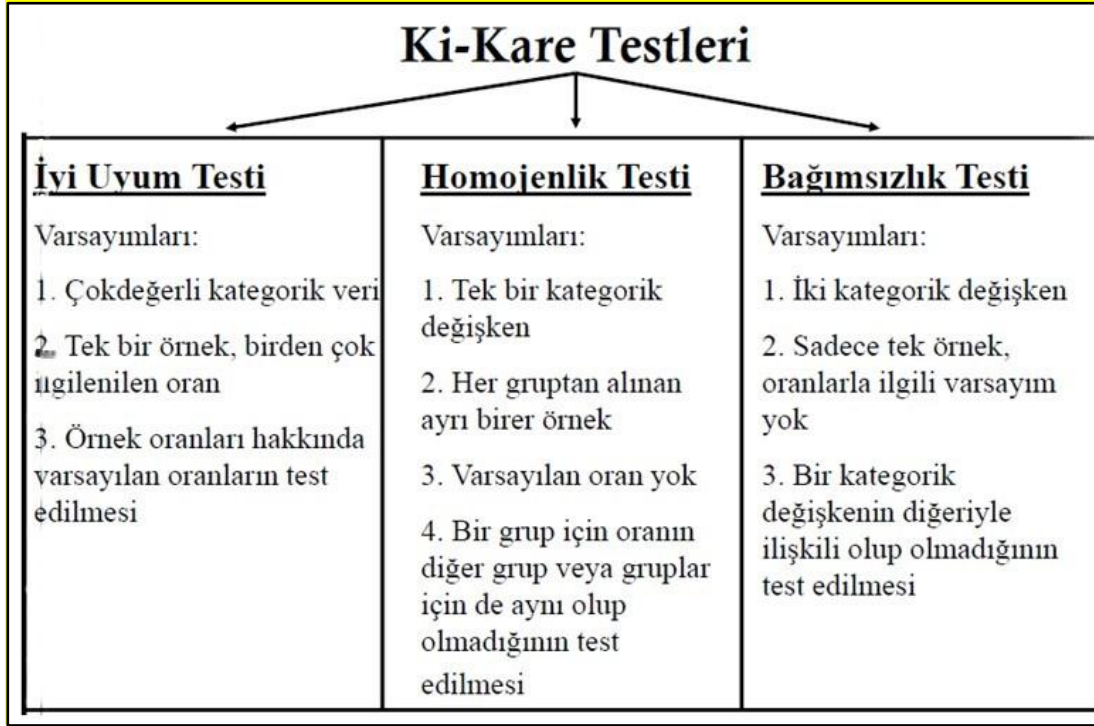 Ki-Kare Testleri
İyi Uyum Testi
Varsayımları:
1. Çokdeğerli kategorik veri
2. Tek bir örnek, birden çok
ilgilenilen oran
3. Örnek oranları hakkında
varsayılan oranların test
edilmesi
Homojenlik Testi
Varsayımları:
1. Tek bir kategorik
değişken
2. Her gruptan alınan
ayrı birer örnek
3. Varsayılan oran yok
4. Bir grup için oranın
diğer grup veya gruplar
için de aynı olup
olmadığının test
edilmesi
Bağımsızlık Testi
Varsayımları:
1. İki kategorik değişken
2. Sadece tek örnek,
oranlarla ilgili varsayım
yok
3. Bir kategorik
değişkenin diğeriyle
ilişkili olup olmadığının
test edilmesi